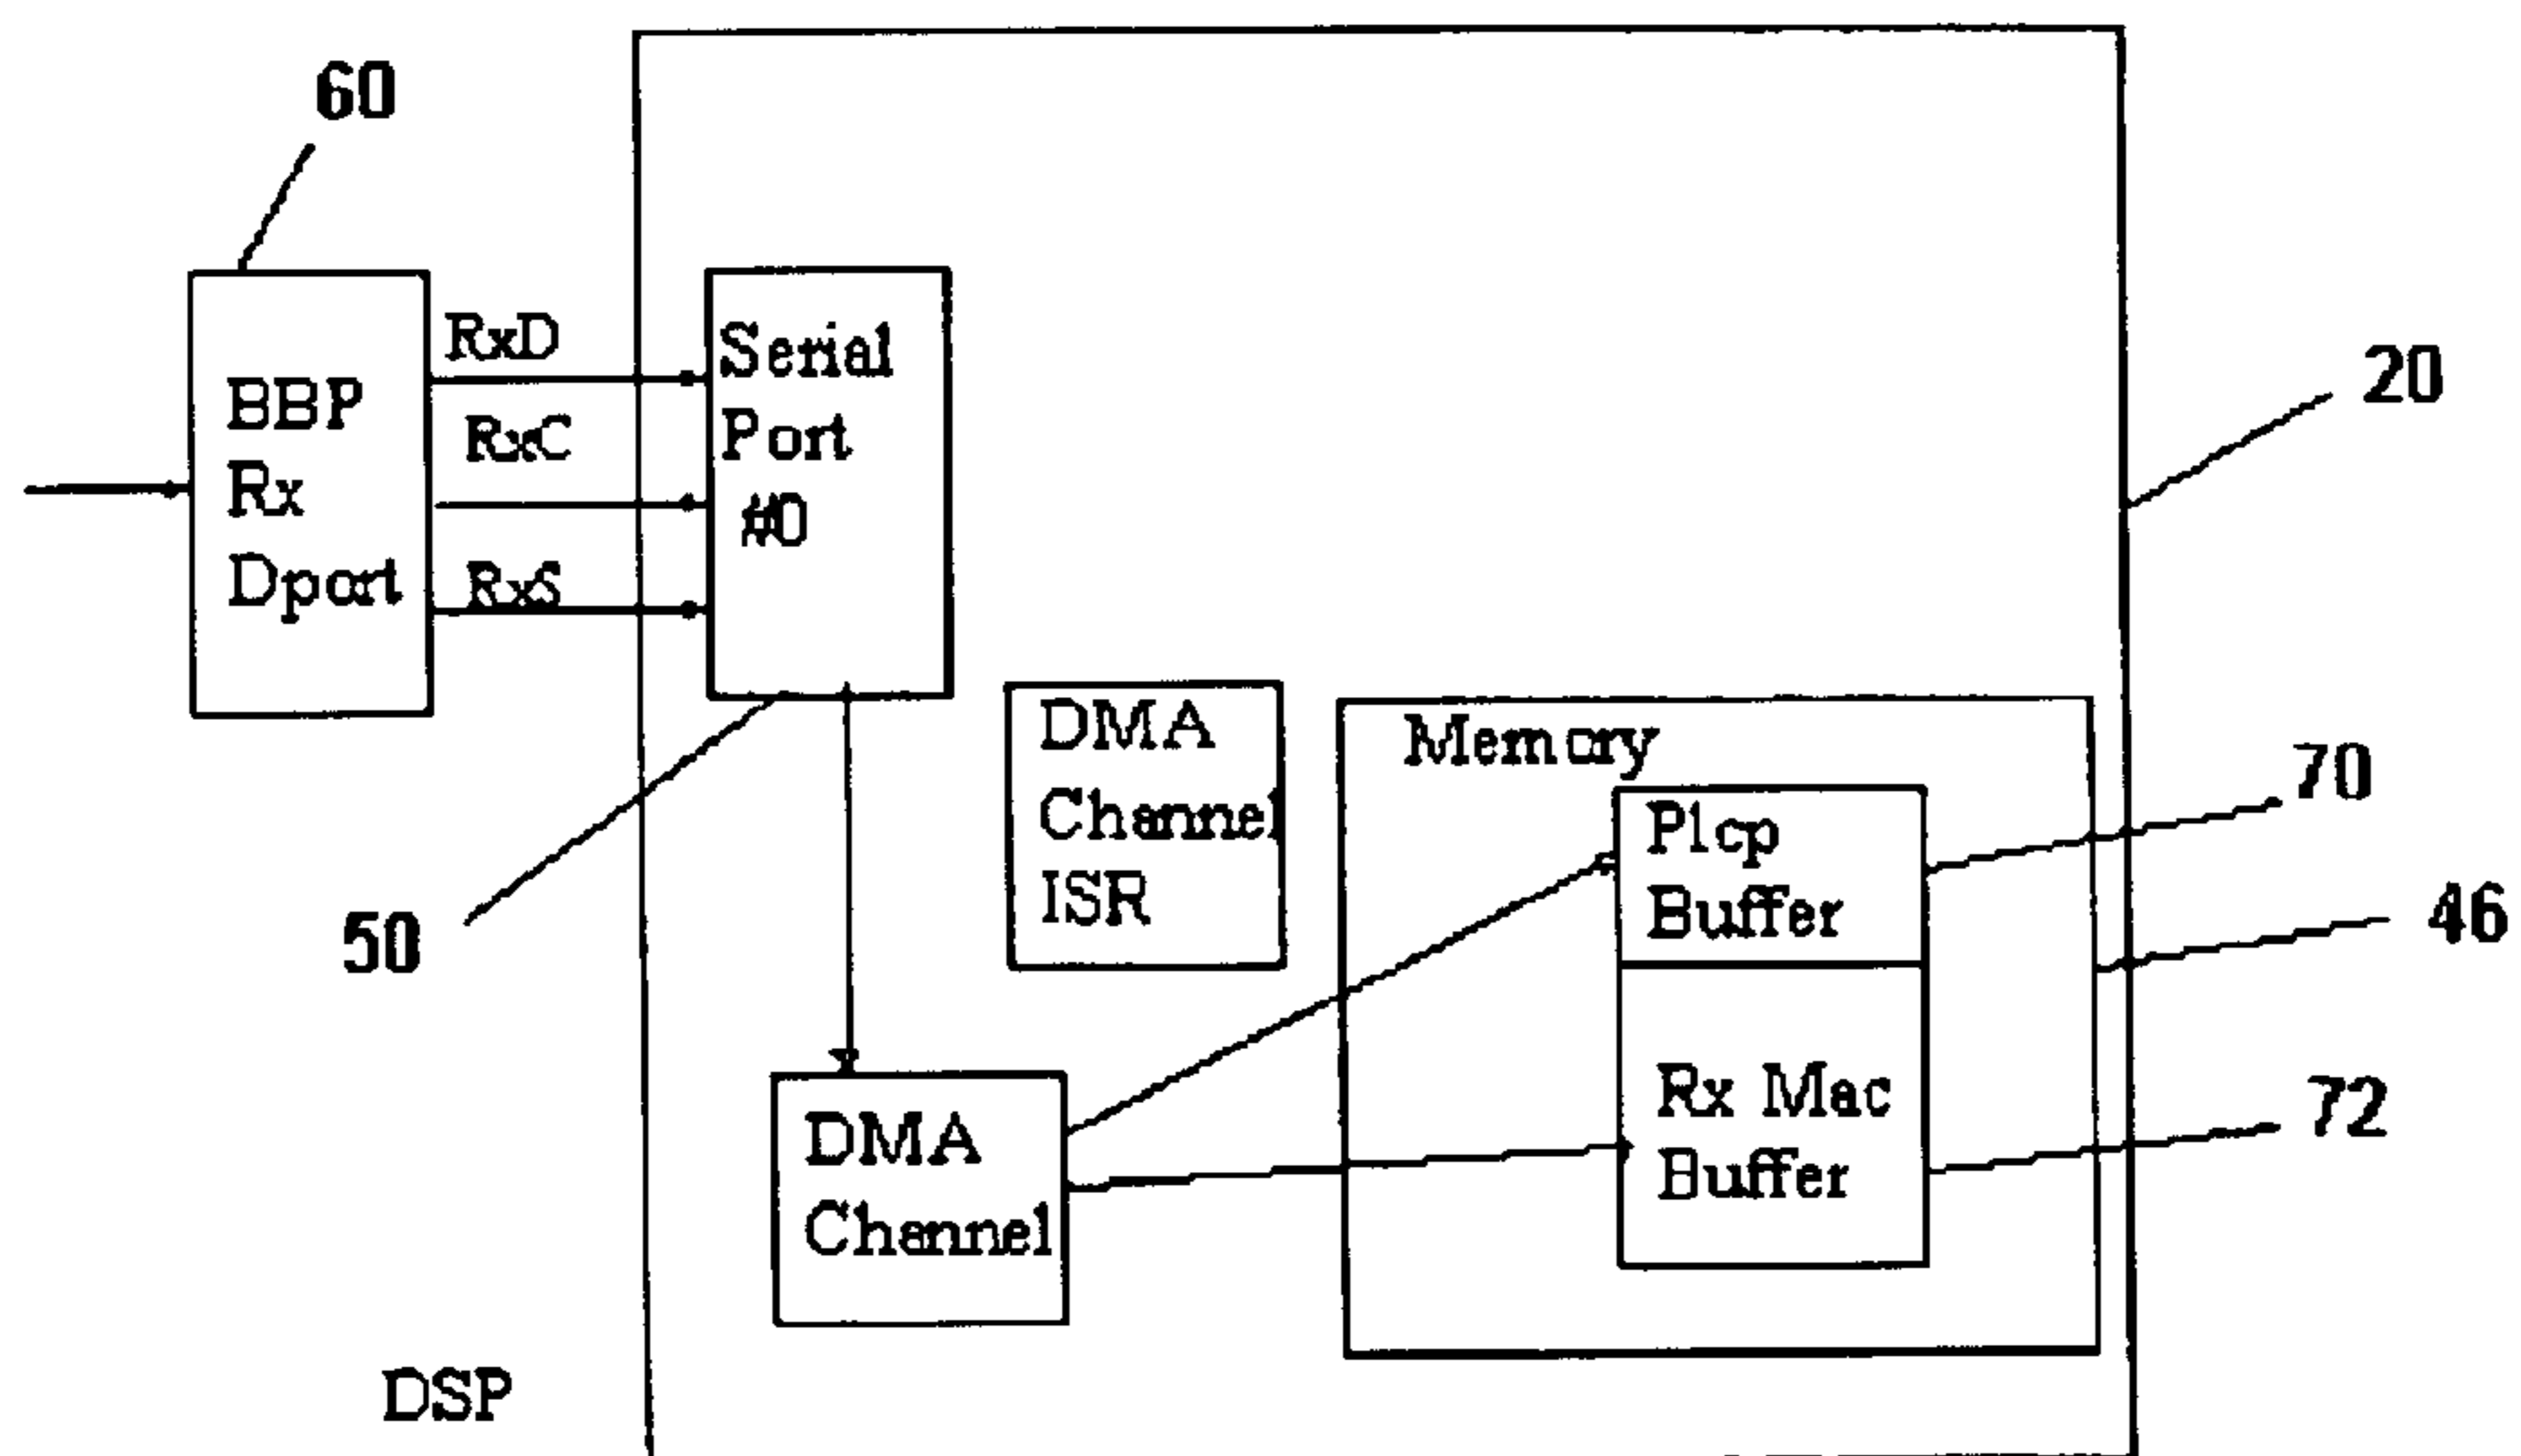 60
RxD
RxC
RxS
BBP
Rx
Dport
Serial
Port
#0
20
50
DMA
Channel
ISR
Memory
Plcp
Buffer
70
46
Rx Mac
Buffer
72
DMA
Channel
DSP